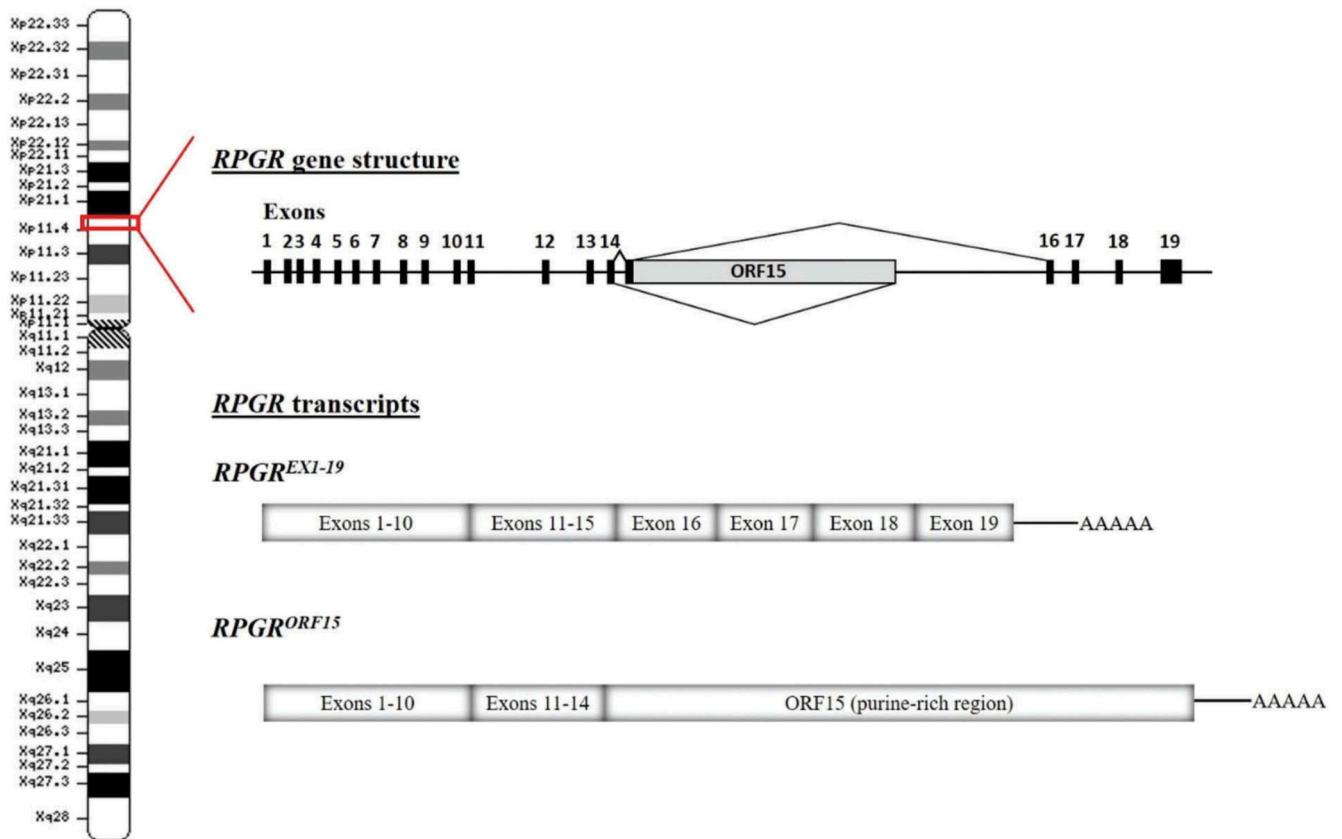 Xp22.33
Xp22.32
Xp22.31
Xp22.2
Xp22.13
Xp22.12
Xp22.11
Xp21.3
Xp21.2
Xp21.1
Xp11.4
Xp11.3
Xp11.23
Xp11.22
Xp11.21
Xp11.1
Xq11.1
Xq11.2
Xq12
Xq13.1
Xq13.2
Xq13.3
Xq21.1
Xq21.2
Xq21.31
Xq21.32
Xq21.33
Xq22.1
Xq22.2
Xq22.3
Xq23
Xq24
Xq25
Xq26.1
Xq26.2
Xq26.3
Xq27.1
Xq27.2
Xq27.3
Xq28
RPGR gene structure
Exons
1 2 3 4 5 6 7 8 9 10 11 12 13 14 16 17 18 19
ORF15
RPGR transcripts
RPGR^EX1-19
Exons 1-10 Exons 11-15 Exon 16 Exon 17 Exon 18 Exon 19 AAAAA
RPGR^ORF15
Exons 1-10 Exons 11-14 ORF15 (purine-rich region) AAAAA